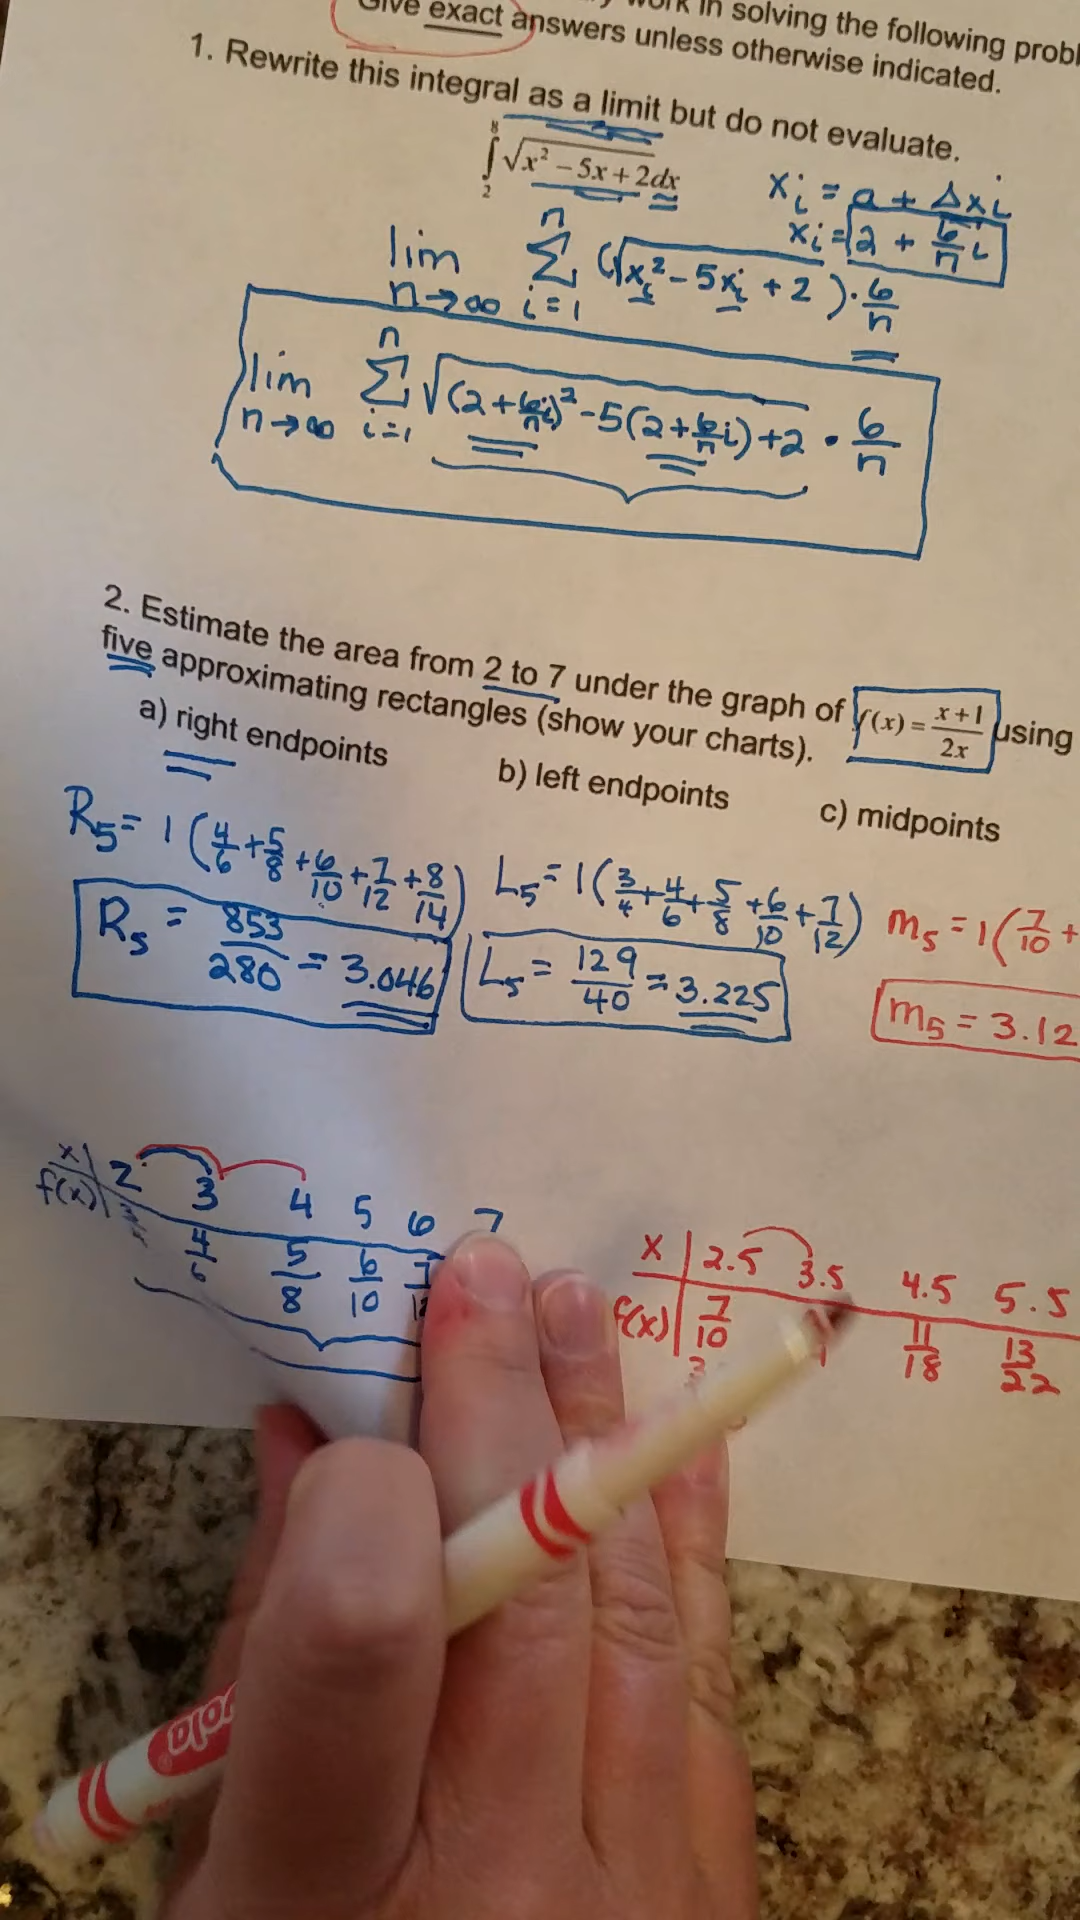 work in solving the following
Give exact answers unless otherwise indicated.
1. Rewrite this integral as a limit but do not evaluate.
∫₂⁸ √(x² − 5x + 2) dx
xᵢ = a + Δxi
xᵢ = 2 + 6/n i
lim n→∞ Σ i=1 n (√(xᵢ² − 5xᵢ + 2)) · 6/n
lim n→∞ Σ i=1 n √((2 + 6/n i)² − 5(2 + 6/n i) + 2) · 6/n
2. Estimate the area from 2 to 7 under the graph of f(x) = (x+1)/2x using
five approximating rectangles (show your charts).
a) right endpoints
b) left endpoints
c) midpoints
R₅ = 1(4/6 + 5/8 + 6/10 + 7/12 + 8/14)
R₅ = 853/280 = 3.046
L₅ = 1(3/4 + 4/6 + 5/8 + 6/10 + 7/12)
L₅ = 129/40 = 3.225
m₅ = 1(7/10 +
m₅ = 3.12
x 2 3 4 5 6 7
f(x) 4/6 5/8 6/10
x 2.5 3.5 4.5 5.5
f(x) 7/10 11/18 13/22